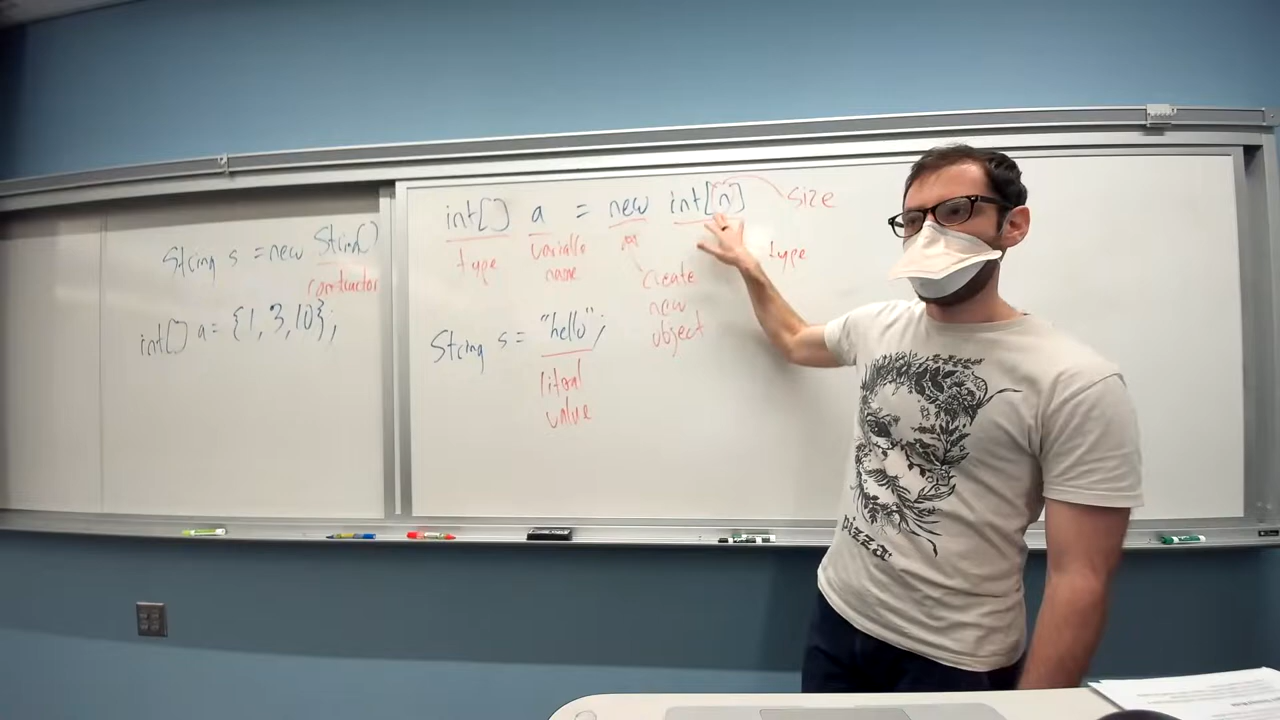 String s = new String()
constructor
int[] a = {1, 3, 10};
int[] a = new int[n]
size
type
variable
name
type
create
new
object
String s = "hello";
literal
value
pizza